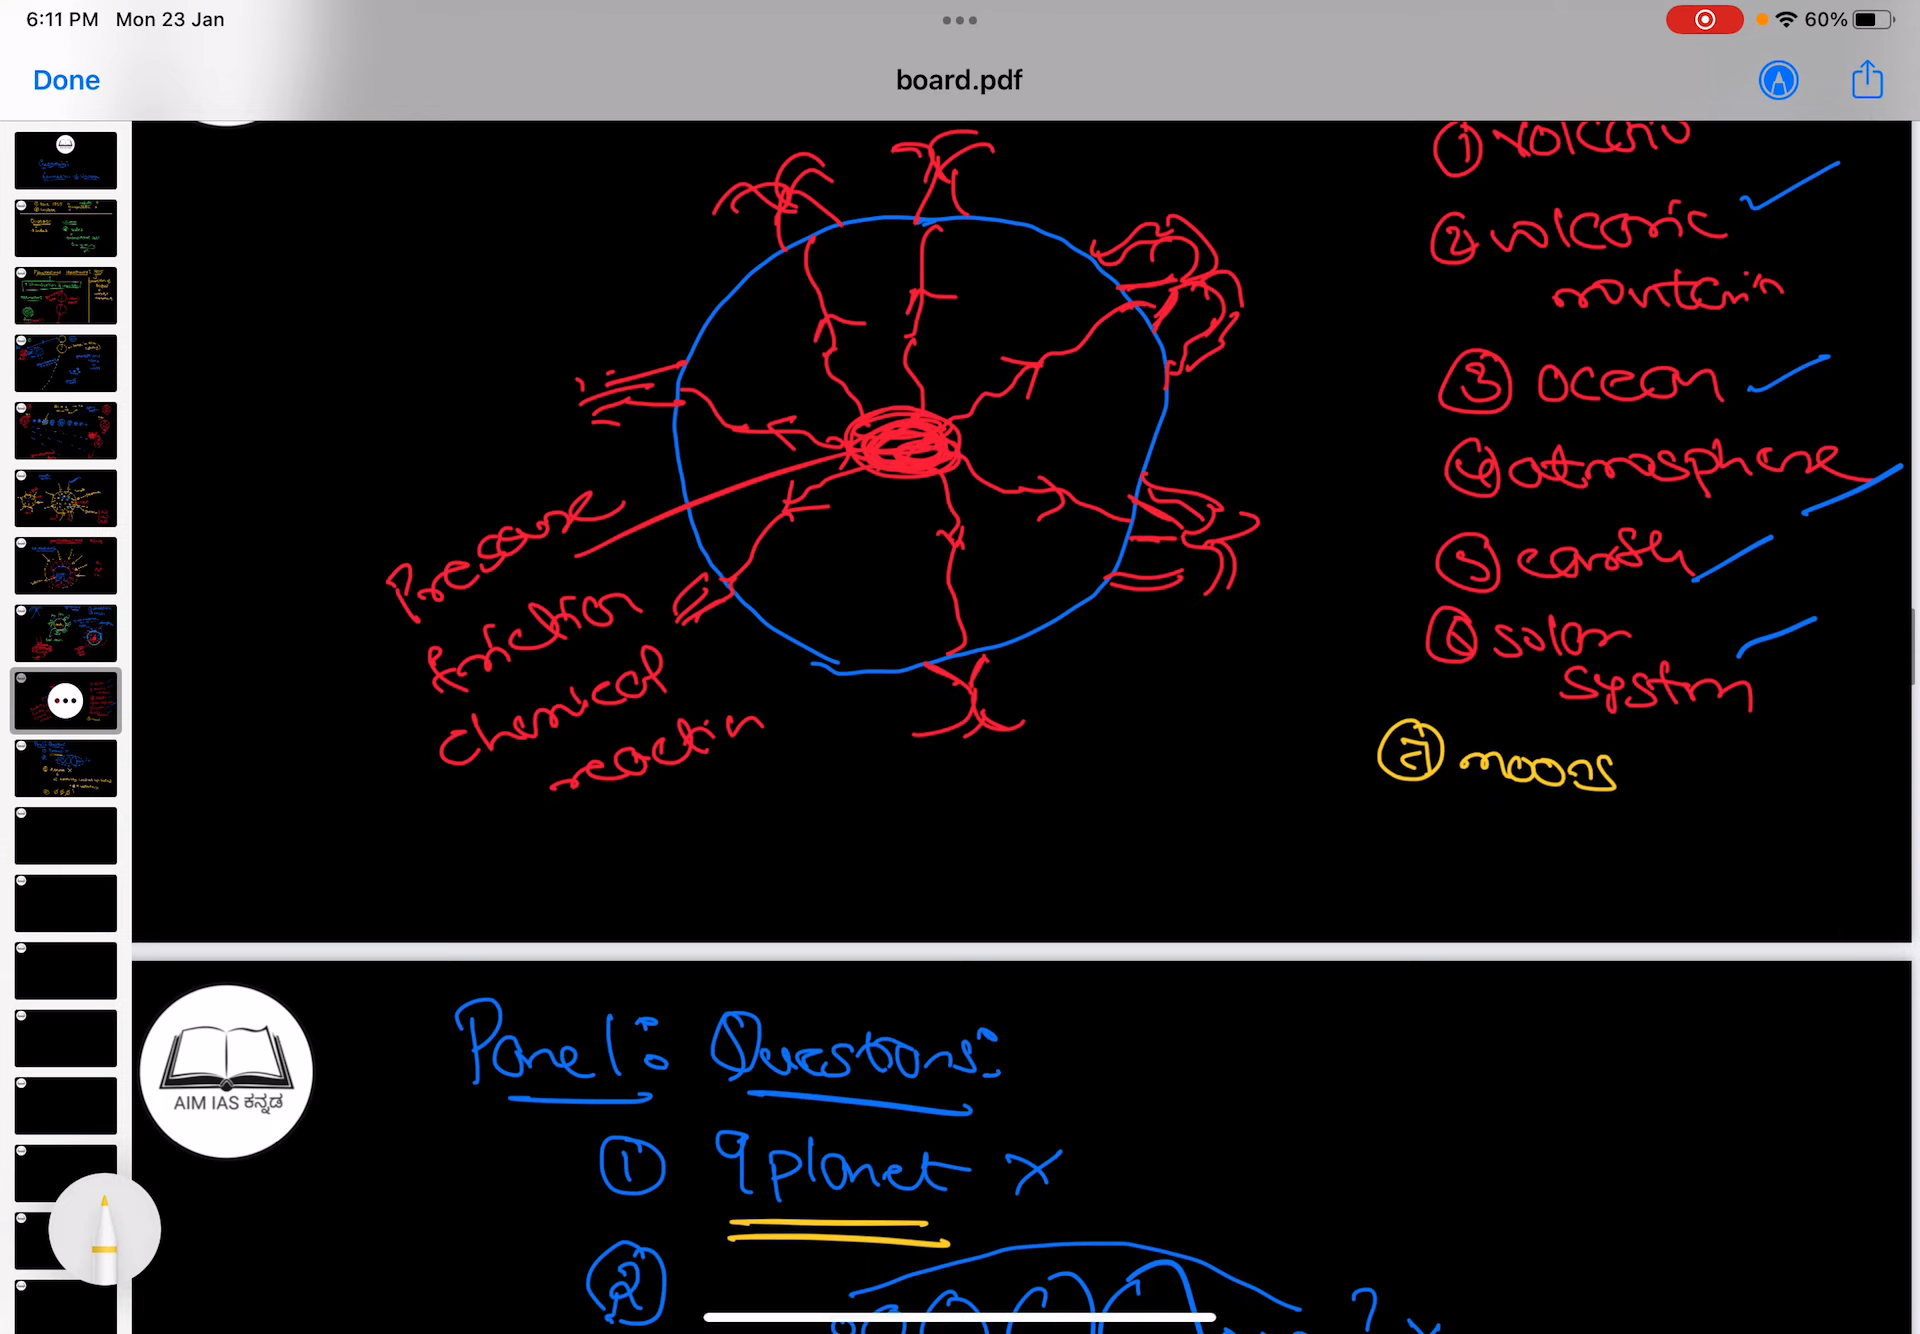 6:11 PM Mon 23 Jan
60%
Done
board.pdf
① volcano
② volcanic
mountain
③ ocean
④ atmosphere
⑤ earth
⑥ solar
system
⑦ moons
Pressure
friction
chemical
reaction
Panel: Questions:
① 9 planet ×
②
? ×
AIM IAS ಕನ್ನಡ